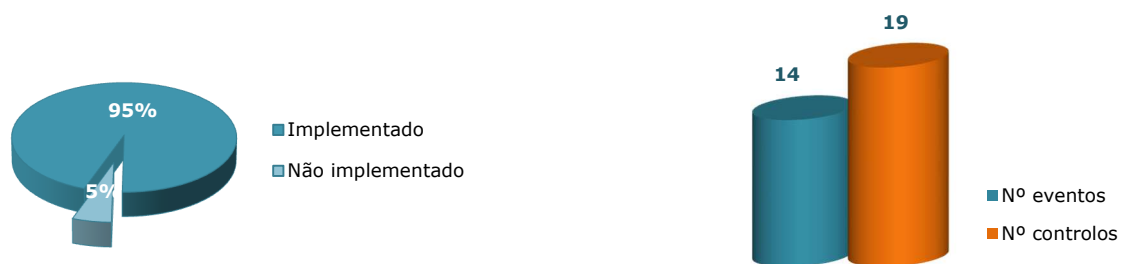 95%
5%
Implementado
Não implementado
19
14
Nº eventos
Nº controlos